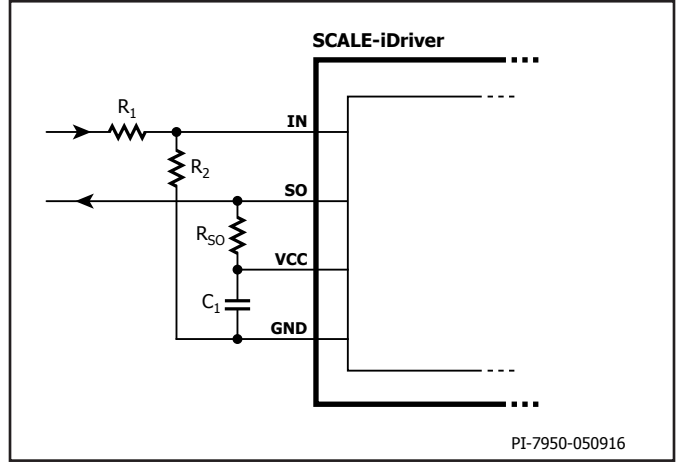 SCALE-iDriver
R1
IN
R2
SO
RSO
VCC
C1
GND
PI-7950-050916